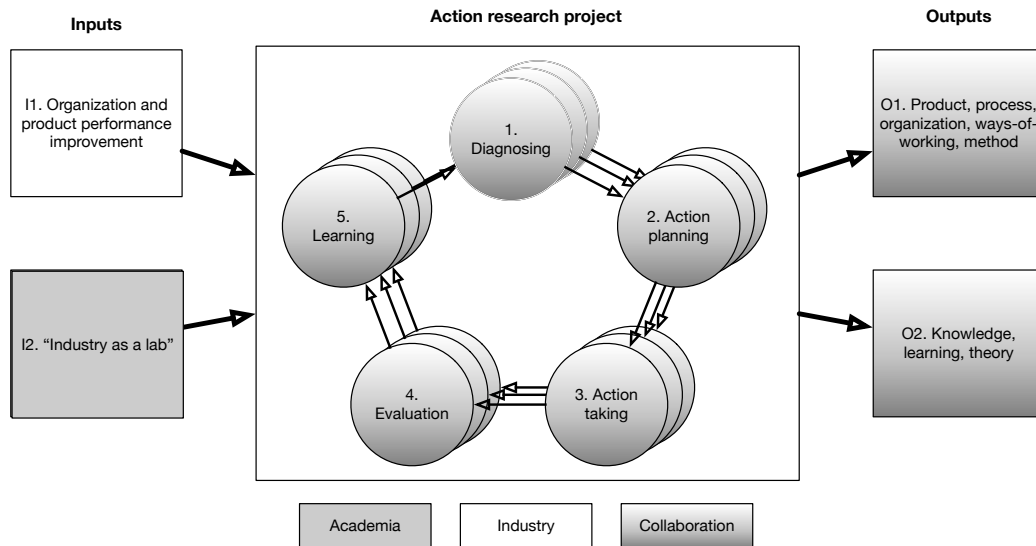 Inputs
Action research project
Outputs
I1. Organization and
product performance
improvement
O1. Product, process,
organization, ways-of-
working, method
1.
Diagnosing
5.
Learning
2. Action
planning
I2. “Industry as a lab”
O2. Knowledge,
learning, theory
4.
Evaluation
3. Action
taking
Academia
Industry
Collaboration